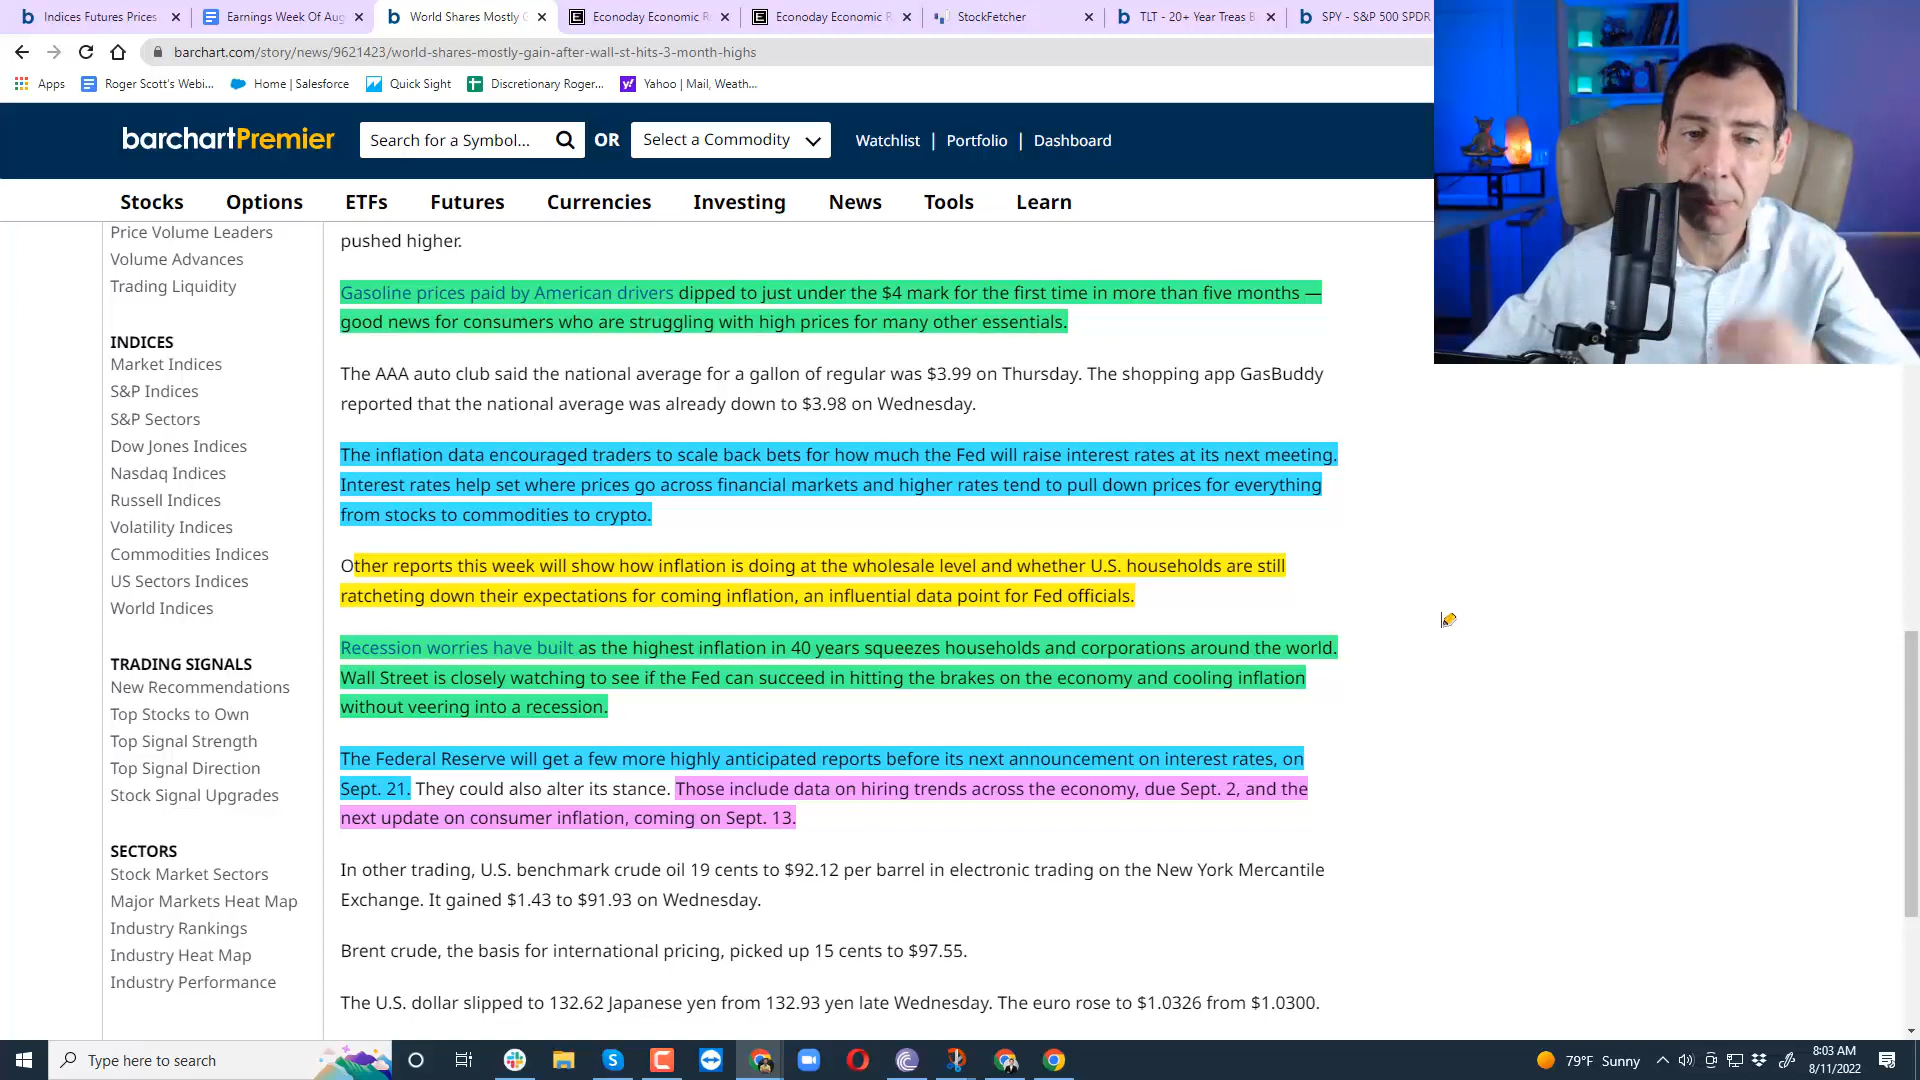 Indices Futures Prices
Earnings Week Of Aug
World Shares Mostly G
Econoday Economic R
Econoday Economic R
StockFetcher
TLT - 20+ Year Treas B
SPY - S&P 500 SPDR
barchart.com/story/news/9621423/world-shares-mostly-gain-after-wall-st-hits-3-month-highs
Apps
Roger Scott's Webi...
Home | Salesforce
Quick Sight
Discretionary Roger...
Yahoo | Mail, Weath...
barchartPremier
Search for a Symbol...
OR
Select a Commodity
Watchlist | Portfolio | Dashboard
Stocks Options ETFs Futures Currencies Investing News Tools Learn
Price Volume Leaders
Volume Advances
Trading Liquidity
INDICES
Market Indices
S&P Indices
S&P Sectors
Dow Jones Indices
Nasdaq Indices
Russell Indices
Volatility Indices
Commodities Indices
US Sectors Indices
World Indices
TRADING SIGNALS
New Recommendations
Top Stocks to Own
Top Signal Strength
Top Signal Direction
Stock Signal Upgrades
SECTORS
Stock Market Sectors
Major Markets Heat Map
Industry Rankings
Industry Heat Map
Industry Performance
pushed higher.
Gasoline prices paid by American drivers dipped to just under the $4 mark for the first time in more than five months —
good news for consumers who are struggling with high prices for many other essentials.
The AAA auto club said the national average for a gallon of regular was $3.99 on Thursday. The shopping app GasBuddy
reported that the national average was already down to $3.98 on Wednesday.
The inflation data encouraged traders to scale back bets for how much the Fed will raise interest rates at its next meeting.
Interest rates help set where prices go across financial markets and higher rates tend to pull down prices for everything
from stocks to commodities to crypto.
Other reports this week will show how inflation is doing at the wholesale level and whether U.S. households are still
ratcheting down their expectations for coming inflation, an influential data point for Fed officials.
Recession worries have built as the highest inflation in 40 years squeezes households and corporations around the world.
Wall Street is closely watching to see if the Fed can succeed in hitting the brakes on the economy and cooling inflation
without veering into a recession.
The Federal Reserve will get a few more highly anticipated reports before its next announcement on interest rates, on
Sept. 21. They could also alter its stance. Those include data on hiring trends across the economy, due Sept. 2, and the
next update on consumer inflation, coming on Sept. 13.
In other trading, U.S. benchmark crude oil 19 cents to $92.12 per barrel in electronic trading on the New York Mercantile
Exchange. It gained $1.43 to $91.93 on Wednesday.
Brent crude, the basis for international pricing, picked up 15 cents to $97.55.
The U.S. dollar slipped to 132.62 Japanese yen from 132.93 yen late Wednesday. The euro rose to $1.0326 from $1.0300.
Type here to search
79°F Sunny
8:03 AM
8/11/2022